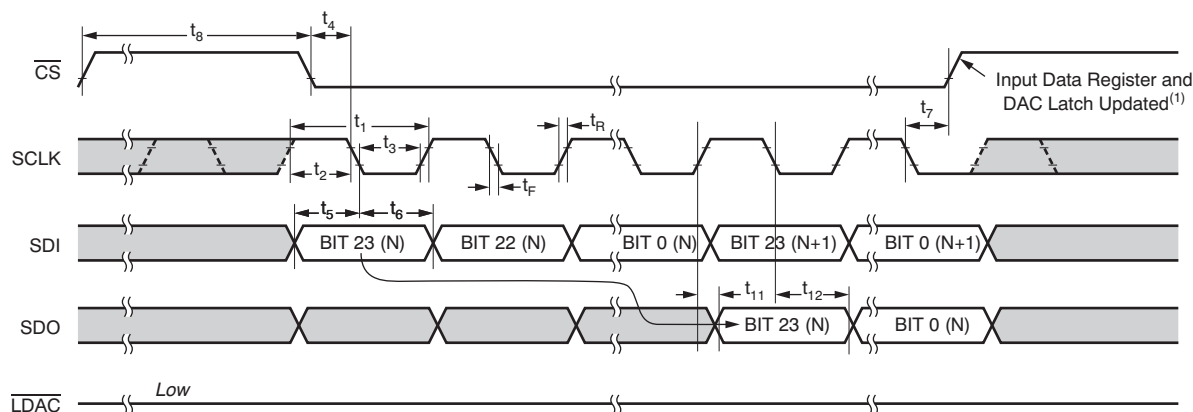 t8
t4
CS
Input Data Register and
DAC Latch Updated(1)
t7
t1
tR
SCLK
t3
t2
tF
t5
t6
SDI
BIT 23 (N)
BIT 22 (N)
BIT 0 (N)
BIT 23 (N+1)
BIT 0 (N+1)
t11
t12
SDO
BIT 23 (N)
BIT 0 (N)
Low
LDAC